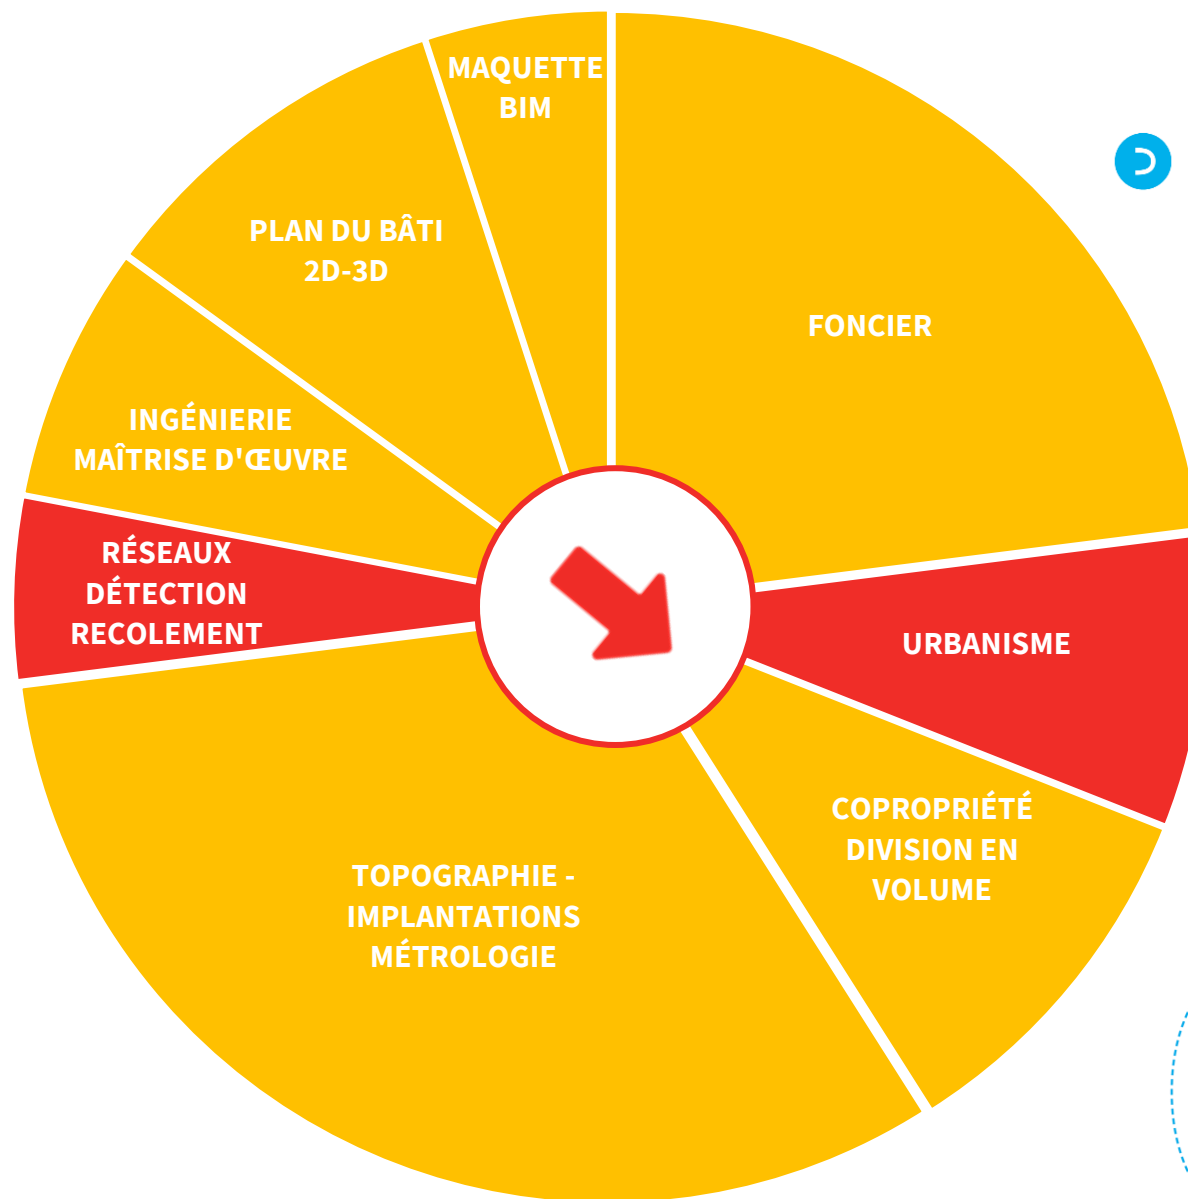 MAQUETTE
BIM
PLAN DU BÂTI
2D-3D
FONCIER
INGÉNIERIE
MAÎTRISE D'ŒUVRE
RÉSEAUX
DÉTECTION
RECOLEMENT
URBANISME
COPROPRIÉTÉ
DIVISION EN
VOLUME
TOPOGRAPHIE -
IMPLANTATIONS
MÉTROLOGIE